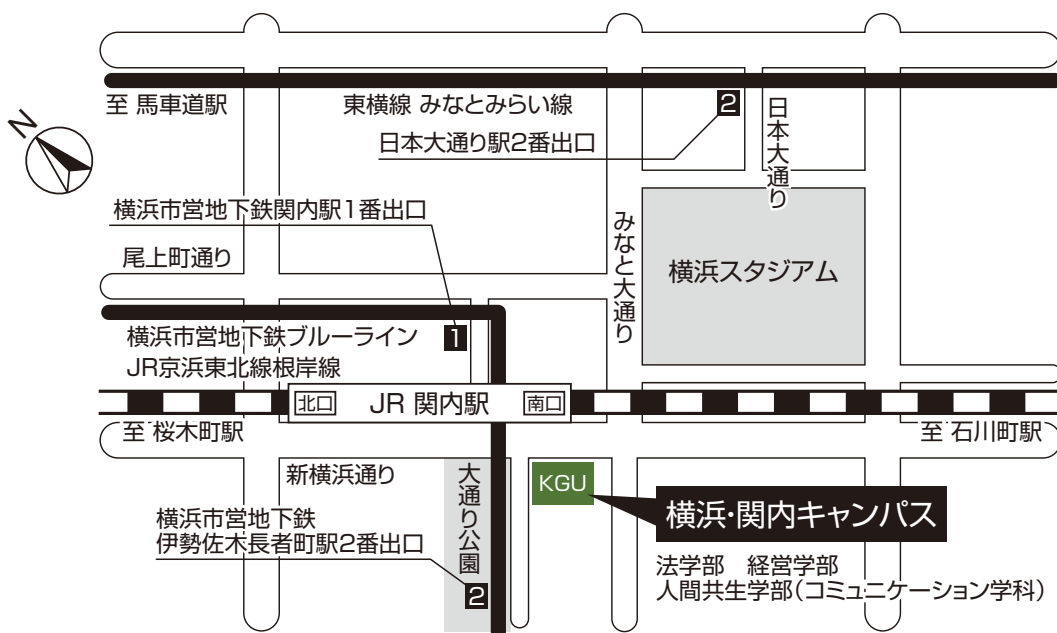 N
至 馬車道駅
東横線 みなとみらい線
2
日本大通り
日本大通り駅2番出口
横浜市営地下鉄関内駅1番出口
尾上町通り
みなと大通り
横浜スタジアム
横浜市営地下鉄ブルーライン
1
JR京浜東北線根岸線
北口
JR 関内駅
南口
至 桜木町駅
至 石川町駅
新横浜通り
大通り公園
KGU
横浜・関内キャンパス
横浜市営地下鉄
伊勢佐木長者町駅2番出口
2
法学部 経営学部
人間共生学部(コミュニケーション学科)